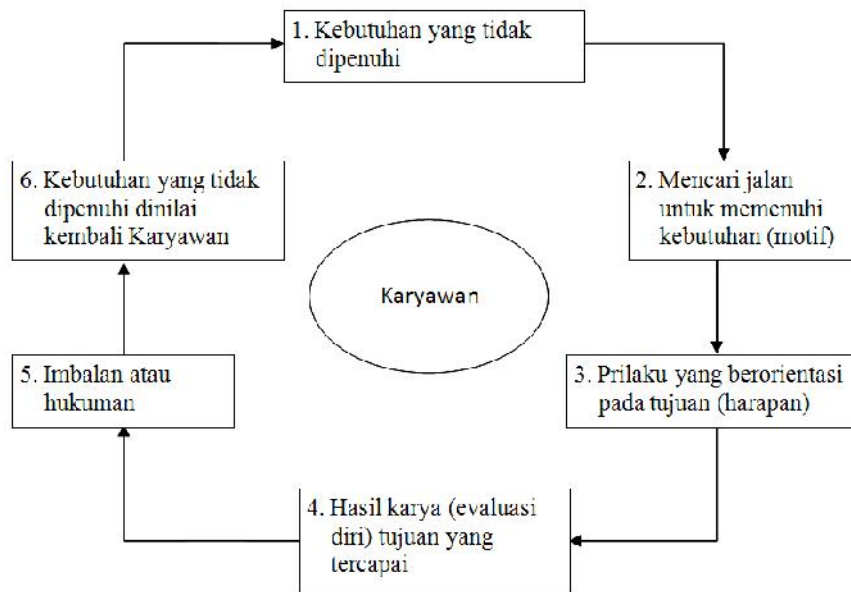 1. Kebutuhan yang tidak
dipenuhi
2. Mencari jalan
untuk memenuhi
kebutuhan (motif)
3. Prilaku yang berorientasi
pada tujuan (harapan)
4. Hasil karya (evaluasi
diri) tujuan yang
tercapai
5. Imbalan atau
hukuman
6. Kebutuhan yang tidak
dipenuhi dinilai
kembali Karyawan
Karyawan